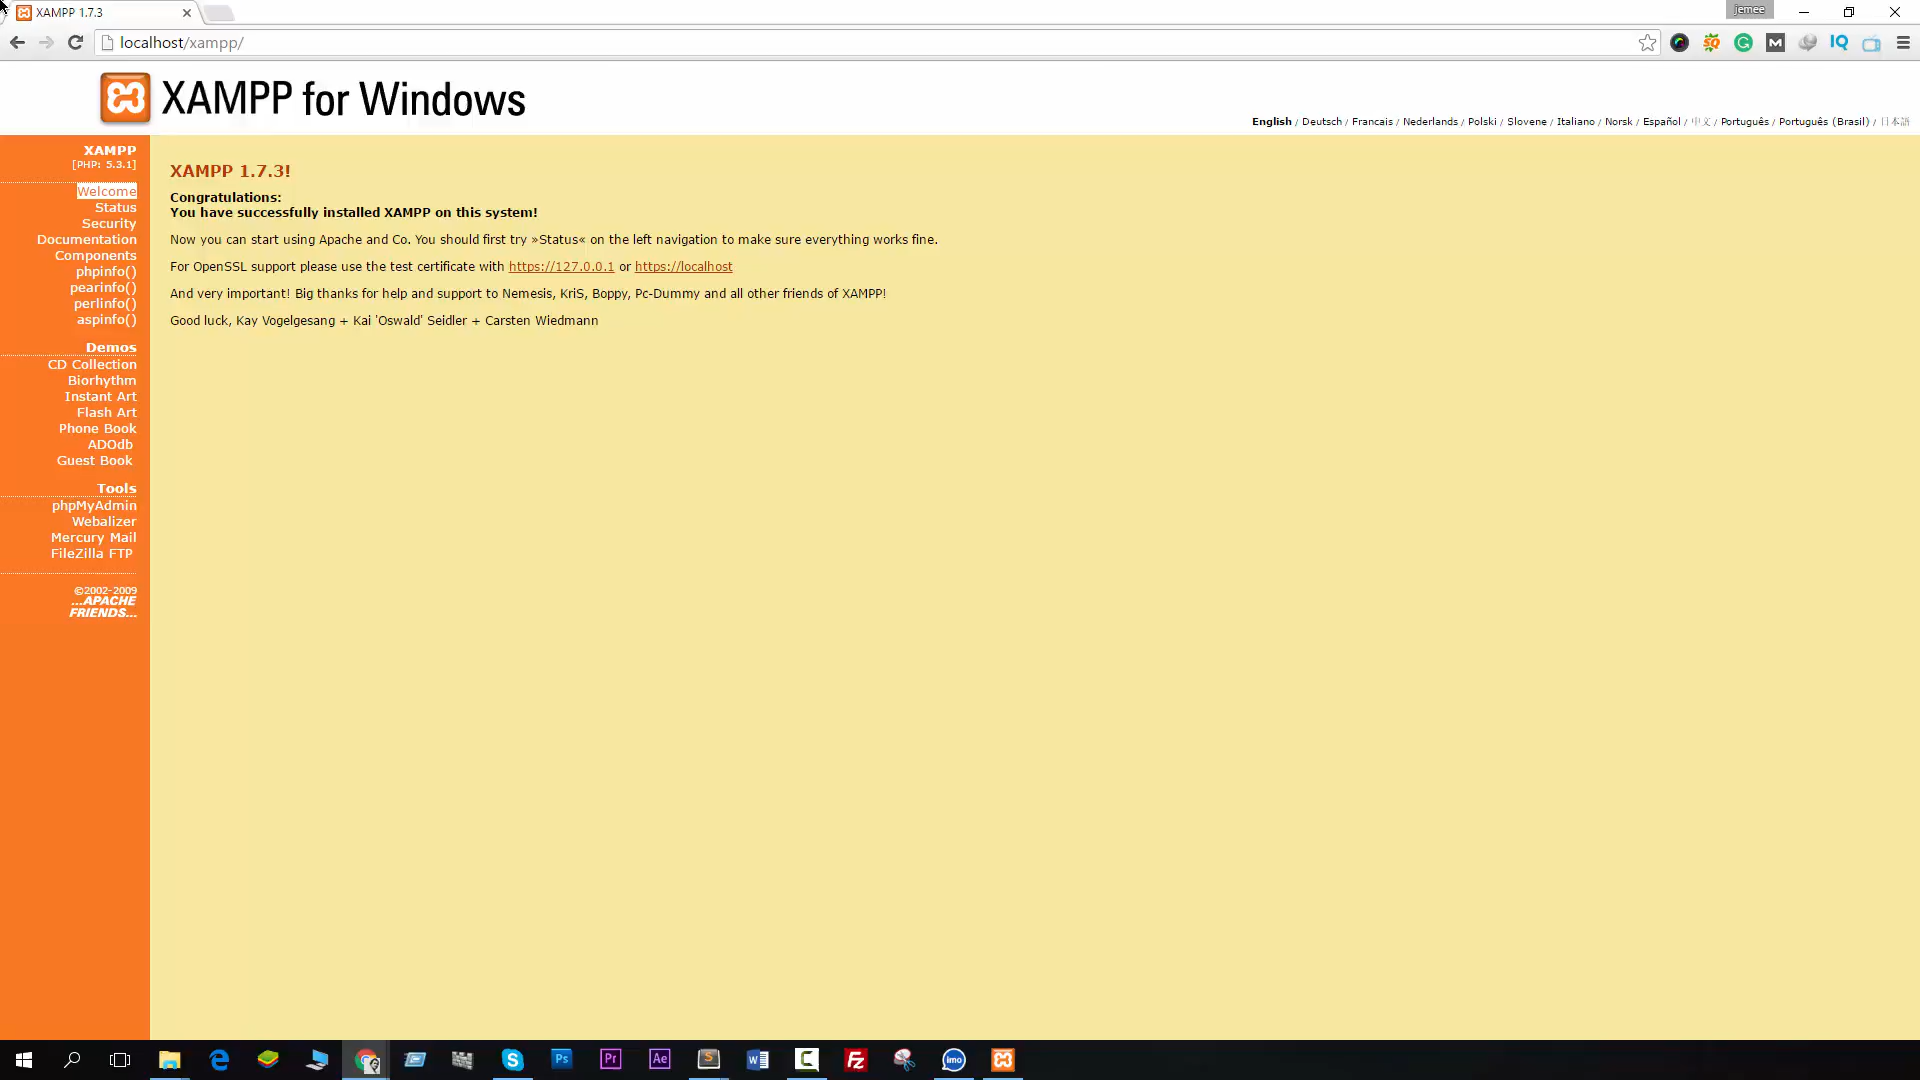 XAMPP 1.7.3
jemee
localhost/xampp/
XAMPP for Windows
English / Deutsch / Francais / Nederlands / Polski / Slovene / Italiano / Norsk / Español / 中文 / Português / Português (Brasil) / 日本語
XAMPP
[PHP: 5.3.1]
Welcome
Status
Security
Documentation
Components
phpinfo()
pearinfo()
perlinfo()
aspinfo()
Demos
CD Collection
Biorhythm
Instant Art
Flash Art
Phone Book
ADOdb
Guest Book
Tools
phpMyAdmin
Webalizer
Mercury Mail
FileZilla FTP
©2002-2009
...APACHE
FRIENDS...
XAMPP 1.7.3!
Congratulations:
You have successfully installed XAMPP on this system!
Now you can start using Apache and Co. You should first try »Status« on the left navigation to make sure everything works fine.
For OpenSSL support please use the test certificate with https://127.0.0.1 or https://localhost
And very important! Big thanks for help and support to Nemesis, KriS, Boppy, Pc-Dummy and all other friends of XAMPP!
Good luck, Kay Vogelgesang + Kai 'Oswald' Seidler + Carsten Wiedmann